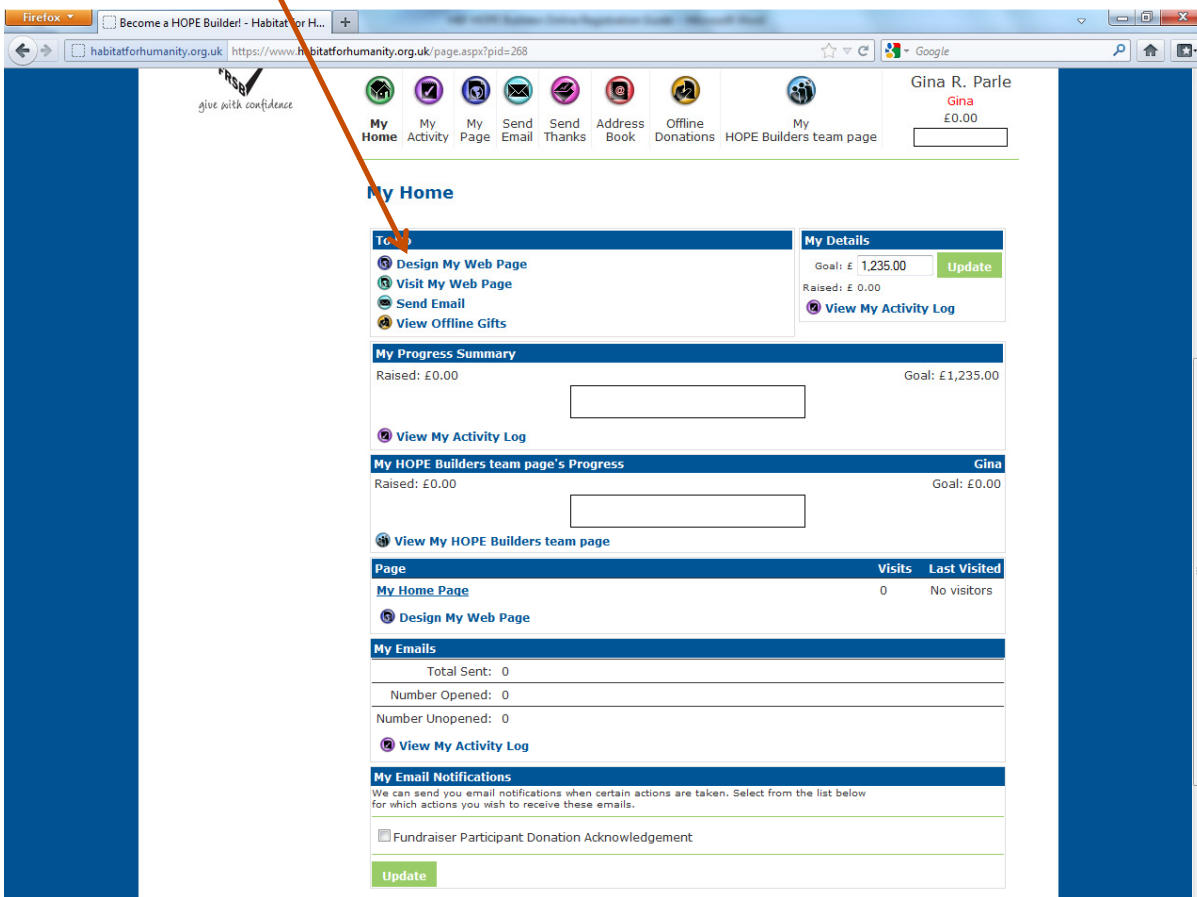 Firefox
Become a HOPE Builder! - Habitat for H...
habitatforhumanity.org.uk https://www.habitatforhumanity.org.uk/page.aspx?pid=268
Google
FRSB
give with confidence
My Home
My Activity
My Page
Send Email
Send Thanks
Address Book
Offline Donations
My HOPE Builders team page
Gina R. Parle
Gina
£0.00
My Home
To Do
Design My Web Page
Visit My Web Page
Send Email
View Offline Gifts
My Details
Goal: £ 1,235.00 Update
Raised: £ 0.00
View My Activity Log
My Progress Summary
Raised: £0.00 Goal: £1,235.00
View My Activity Log
My HOPE Builders team page's Progress Gina
Raised: £0.00 Goal: £0.00
View My HOPE Builders team page
Page Visits Last Visited
My Home Page 0 No visitors
Design My Web Page
My Emails
Total Sent: 0
Number Opened: 0
Number Unopened: 0
View My Activity Log
My Email Notifications
We can send you email notifications when certain actions are taken. Select from the list below
for which actions you wish to receive these emails.
Fundraiser Participant Donation Acknowledgement
Update